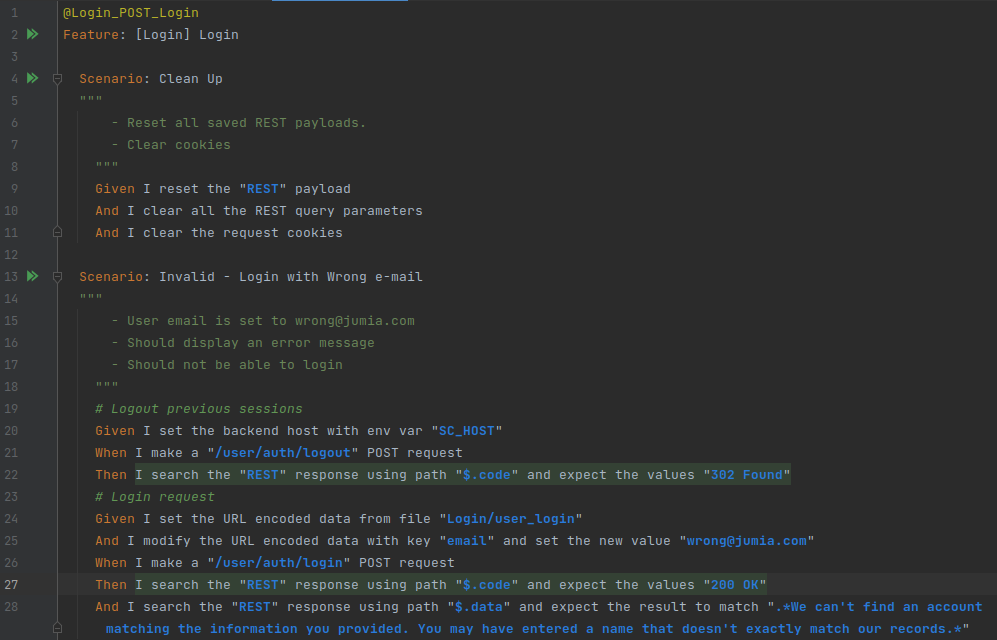 1 @Login_POST_Login
2 Feature: [Login] Login
3
4 Scenario: Clean Up
5 """
6 - Reset all saved REST payloads.
7 - Clear cookies
8 """
9 Given I reset the "REST" payload
10 And I clear all the REST query parameters
11 And I clear the request cookies
12
13 Scenario: Invalid - Login with Wrong e-mail
14 """
15 - User email is set to wrong@jumia.com
16 - Should display an error message
17 - Should not be able to login
18 """
19 # Logout previous sessions
20 Given I set the backend host with env var "SC_HOST"
21 When I make a "/user/auth/logout" POST request
22 Then I search the "REST" response using path "$.code" and expect the values "302 Found"
23 # Login request
24 Given I set the URL encoded data from file "Login/user_login"
25 And I modify the URL encoded data with key "email" and set the new value "wrong@jumia.com"
26 When I make a "/user/auth/login" POST request
27 Then I search the "REST" response using path "$.code" and expect the values "200 OK"
28 And I search the "REST" response using path "$.data" and expect the result to match ".*We can't find an account
matching the information you provided. You may have entered a name that doesn't exactly match our records.*"